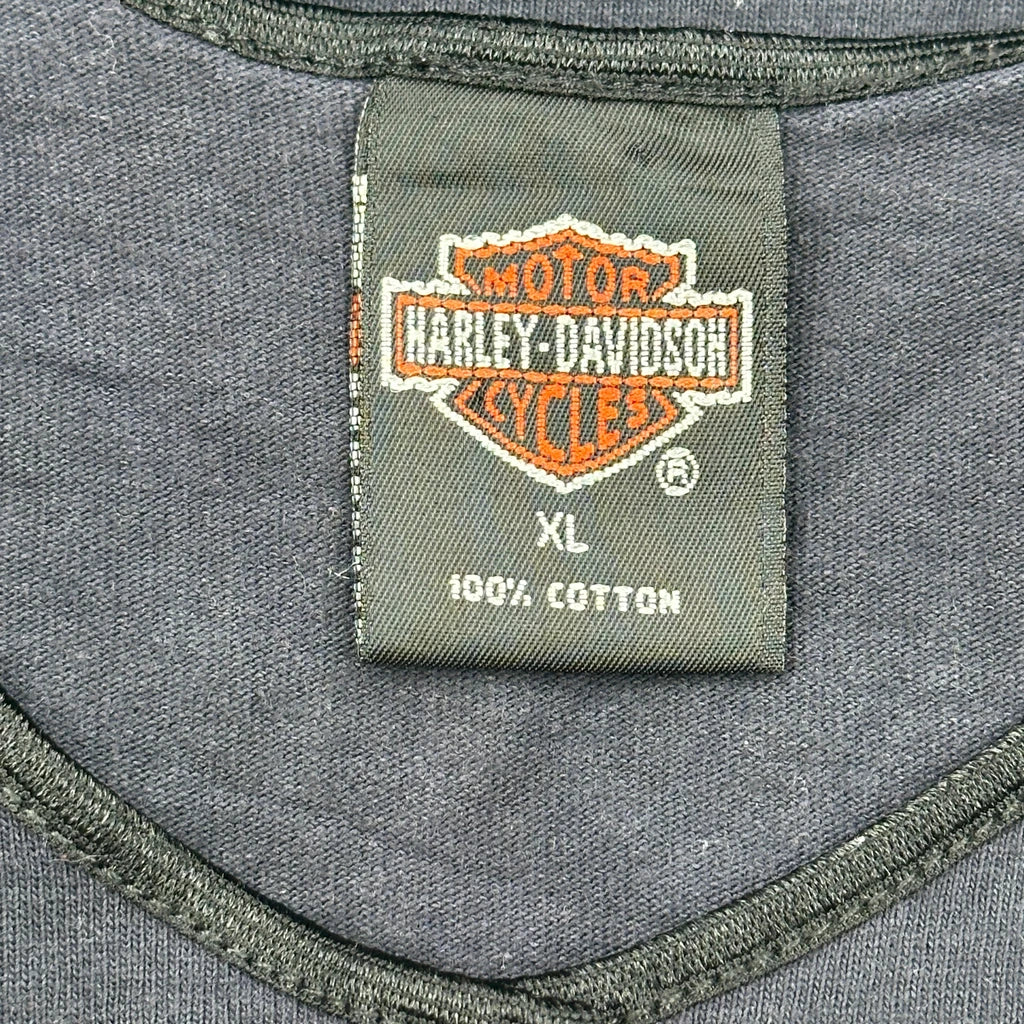 MOTOR
HARLEY-DAVIDSON
CYCLES
®
XL
100% COTTON